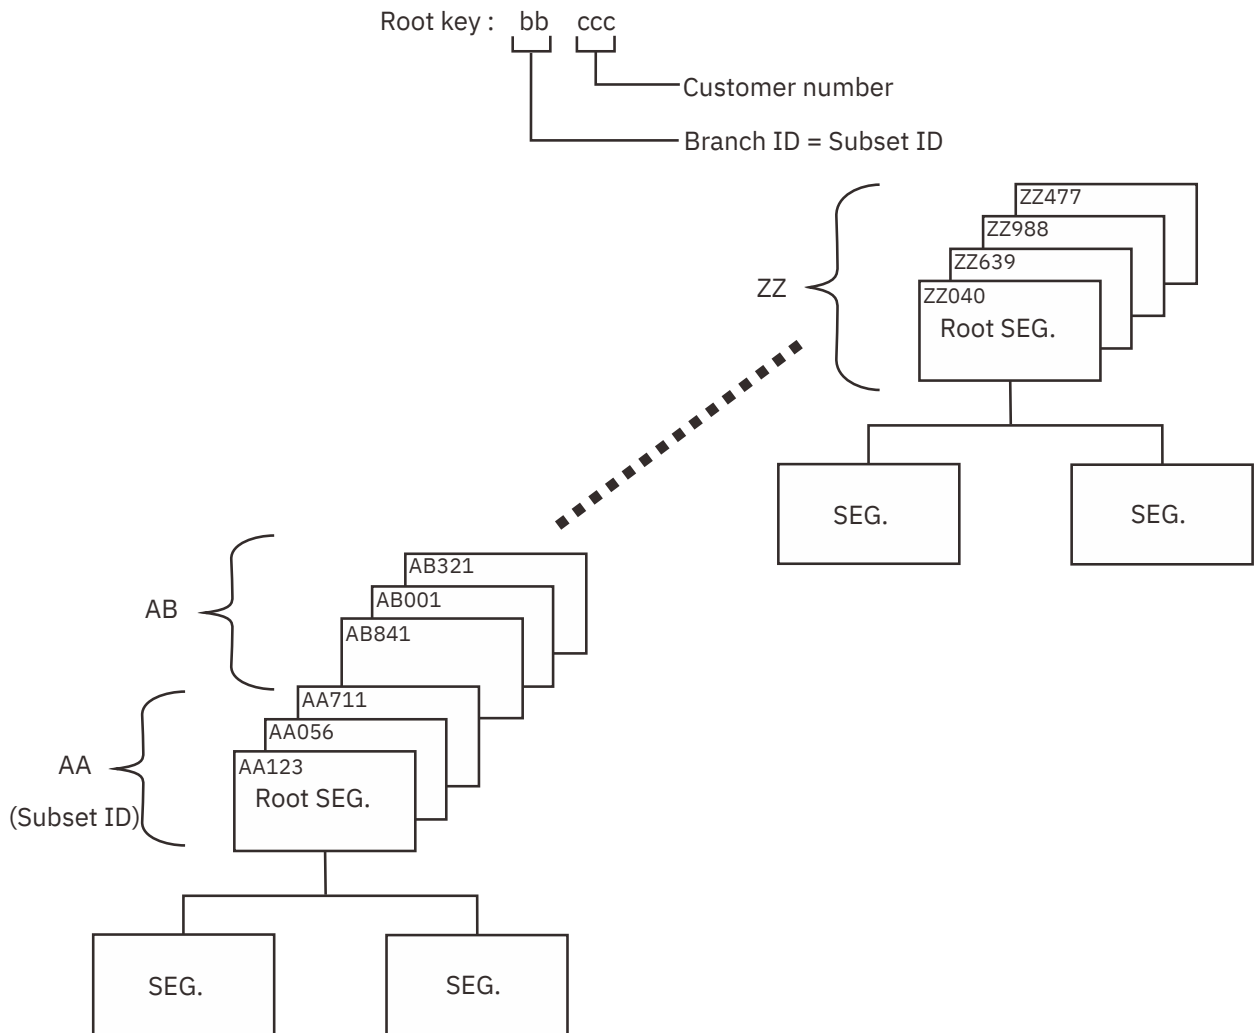 Root key : bb ccc
Customer number
Branch ID = Subset ID
ZZ477
ZZ988
ZZ639
ZZ
ZZ040
Root SEG.
SEG.
SEG.
AB321
AB001
AB
AB841
AA711
AA056
AA
AA123
Root SEG.
(Subset ID)
SEG.
SEG.